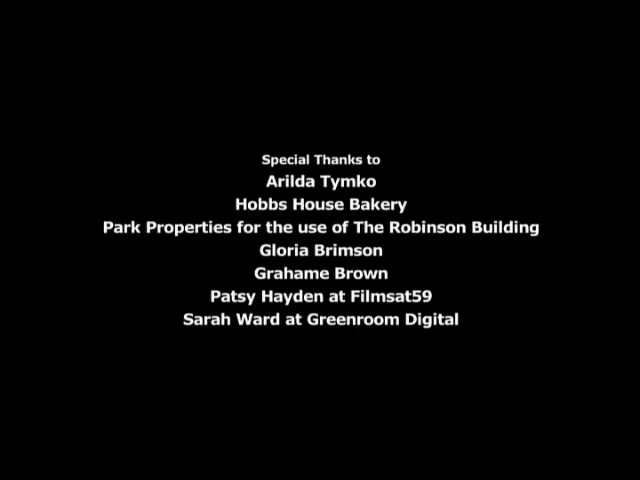 Special Thanks to
Arilda Tymko
Hobbs House Bakery
Park Properties for the use of The Robinson Building
Gloria Brimson
Grahame Brown
Patsy Hayden at Filmsat59
Sarah Ward at Greenroom Digital